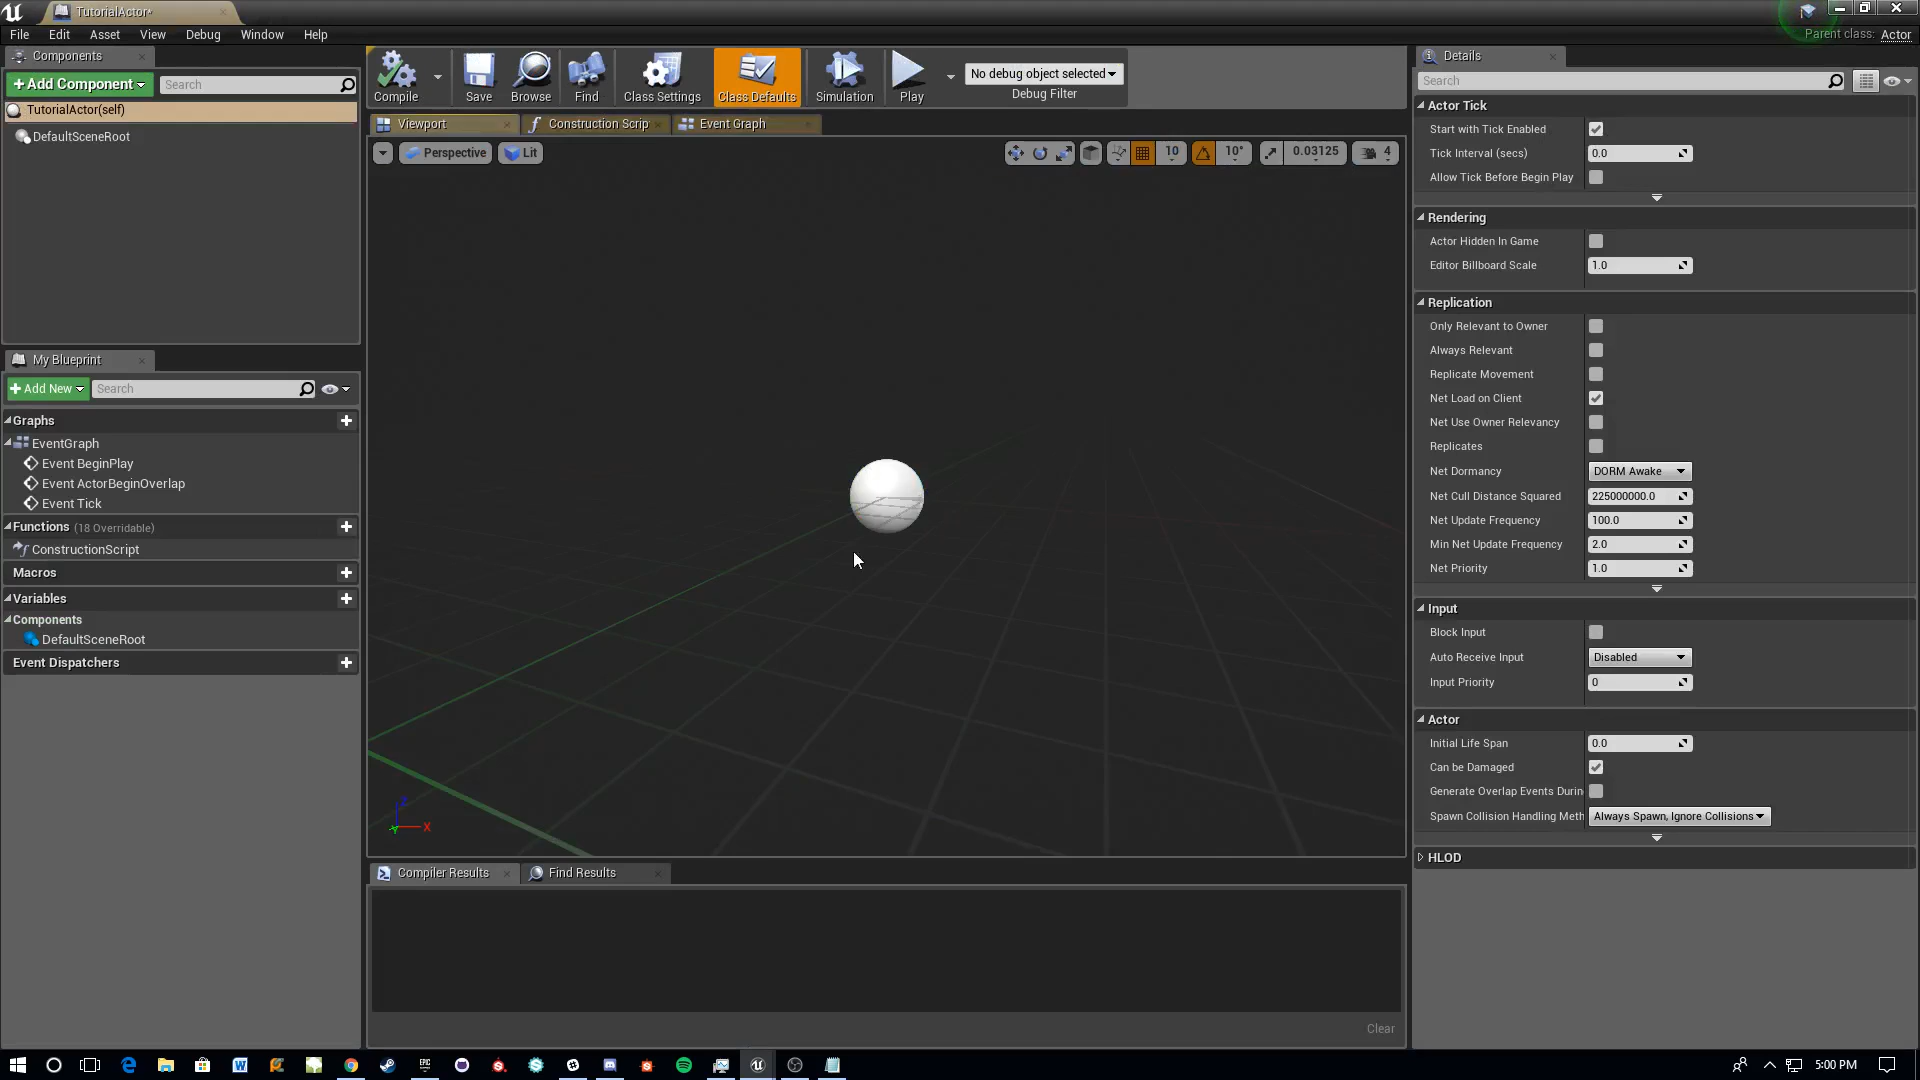 TutorialActor*
File Edit Asset View Debug Window Help
Parent class: Actor
Components
+Add Component
Search
TutorialActor(self)
DefaultSceneRoot
My Blueprint
+Add New
Search
Graphs
EventGraph
Event BeginPlay
Event ActorBeginOverlap
Event Tick
Functions (18 Overridable)
ConstructionScript
Macros
Variables
Components
DefaultSceneRoot
Event Dispatchers
Compile Save Browse Find Class Settings Class Defaults Simulation Play
No debug object selected
Debug Filter
Viewport Construction Scrip Event Graph
Perspective Lit 10 10° 0.03125 4
Z
Y X
Compiler Results Find Results
Clear
Details
Search
Actor Tick
Start with Tick Enabled
Tick Interval (secs) 0.0
Allow Tick Before Begin Play
Rendering
Actor Hidden In Game
Editor Billboard Scale 1.0
Replication
Only Relevant to Owner
Always Relevant
Replicate Movement
Net Load on Client
Net Use Owner Relevancy
Replicates
Net Dormancy DORM Awake
Net Cull Distance Squared 225000000.0
Net Update Frequency 100.0
Min Net Update Frequency 2.0
Net Priority 1.0
Input
Block Input
Auto Receive Input Disabled
Input Priority 0
Actor
Initial Life Span 0.0
Can be Damaged
Generate Overlap Events Durin
Spawn Collision Handling Meth Always Spawn, Ignore Collisions
HLOD
EPIC
5:00 PM